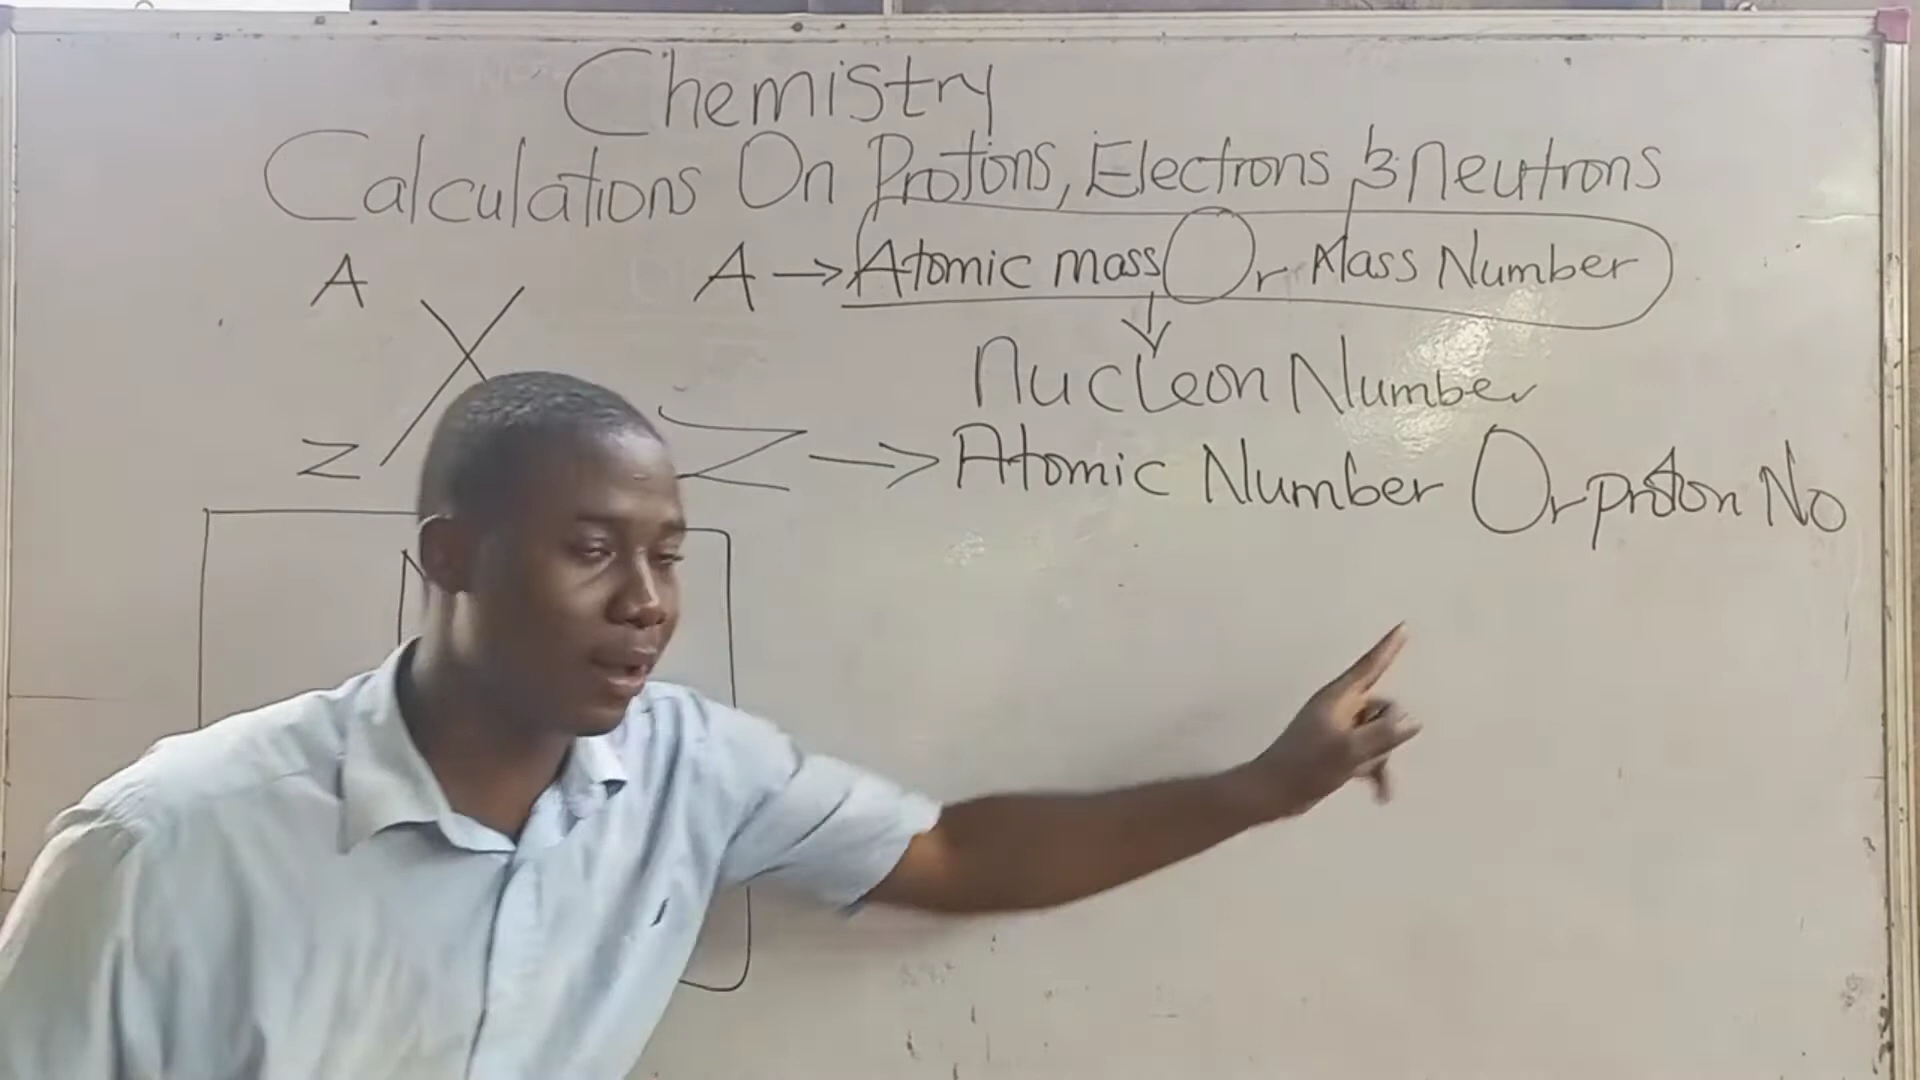 Chemistry
Calculations On Protons, Electrons & Neutrons
A
X
Z
A → Atomic mass Or Mass Number
Nucleon Number
Z → Atomic Number Or proton No